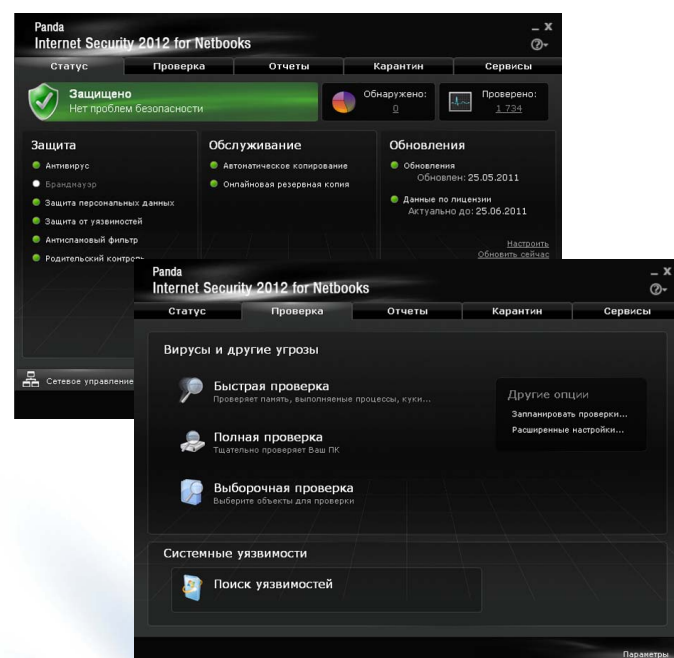 Panda
Internet Security 2012 for Netbooks
Статус Проверка Отчеты Карантин Сервисы
Защищено
Нет проблем безопасности
Обнаружено:
0
Проверено:
1 734
Защита
Антивирус
Брандмауэр
Защита персональных данных
Защита от уязвимостей
Антиспамовый фильтр
Родительский контроль
Обслуживание
Автоматическое копирование
Онлайновая резервная копия
Обновления
Обновления
Обновлен: 25.05.2011
Данные по лицензии
Актуально до: 25.06.2011
Настроить
Обновить сейчас
Сетевое управление
Panda
Internet Security 2012 for Netbooks
Статус Проверка Отчеты Карантин Сервисы
Вирусы и другие угрозы
Быстрая проверка
Проверяет память, выполняемые процессы, куки...
Полная проверка
Тщательно проверяет Ваш ПК
Выборочная проверка
Выберите объекты для проверки
Другие опции
Запланировать проверки...
Расширенные настройки...
Системные уязвимости
Поиск уязвимостей
Параметры